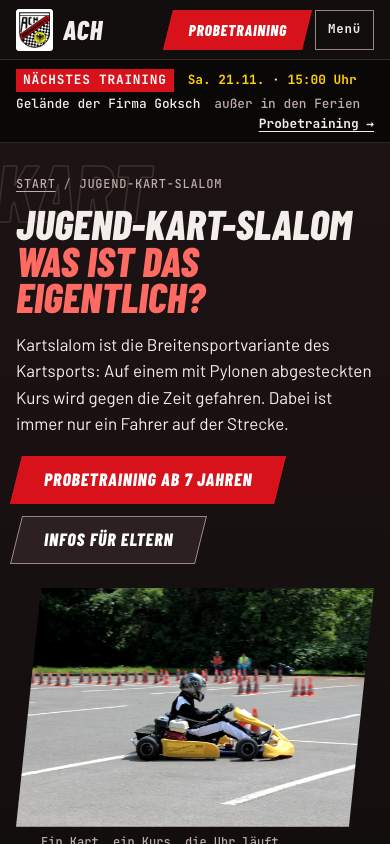 ACH
ACH
PROBETRAINING
Menü
NÄCHSTES TRAINING Sa. 21.11. · 15:00 Uhr
Gelände der Firma Goksch außer in den Ferien
Probetraining →
KART
START / JUGEND-KART-SLALOM
JUGEND-KART-SLALOM
WAS IST DAS
EIGENTLICH?
Kartslalom ist die Breitensportvariante des
Kartsports: Auf einem mit Pylonen abgesteckten
Kurs wird gegen die Zeit gefahren. Dabei ist
immer nur ein Fahrer auf der Strecke.
PROBETRAINING AB 7 JAHREN
INFOS FÜR ELTERN
Ein Kart, ein Kurs, die Uhr läuft